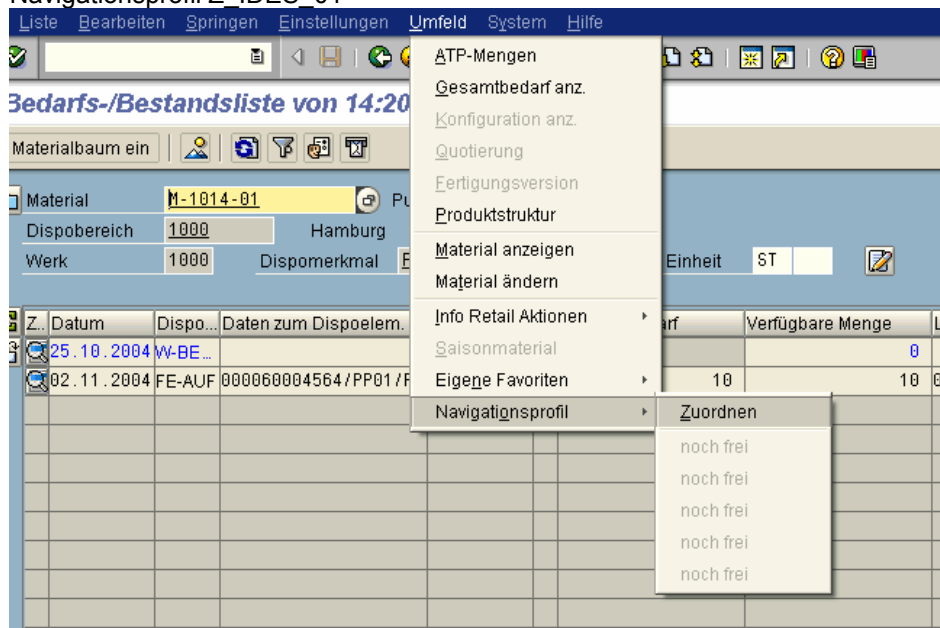 Navigationsprofil Z_IDES_01
Liste Bearbeiten Springen Einstellungen Umfeld System Hilfe
Bedarfs-/Bestandsliste von 14:20
Materialbaum ein
Material M-1014-01
Dispobereich 1000 Hamburg
Werk 1000 Dispomerkmal Einheit ST
Z.. Datum Dispo... Daten zum Dispoelem. Verfügbare Menge
25.10.2004 W-BE... 0
02.11.2004 FE-AUF 000060004564/PP01/F 10 10
ATP-Mengen
Gesamtbedarf anz.
Konfiguration anz.
Quotierung
Fertigungsversion
Produktstruktur
Material anzeigen
Material ändern
Info Retail Aktionen
Saisonmaterial
Eigene Favoriten
Navigationsprofil
Zuordnen
noch frei
noch frei
noch frei
noch frei
noch frei